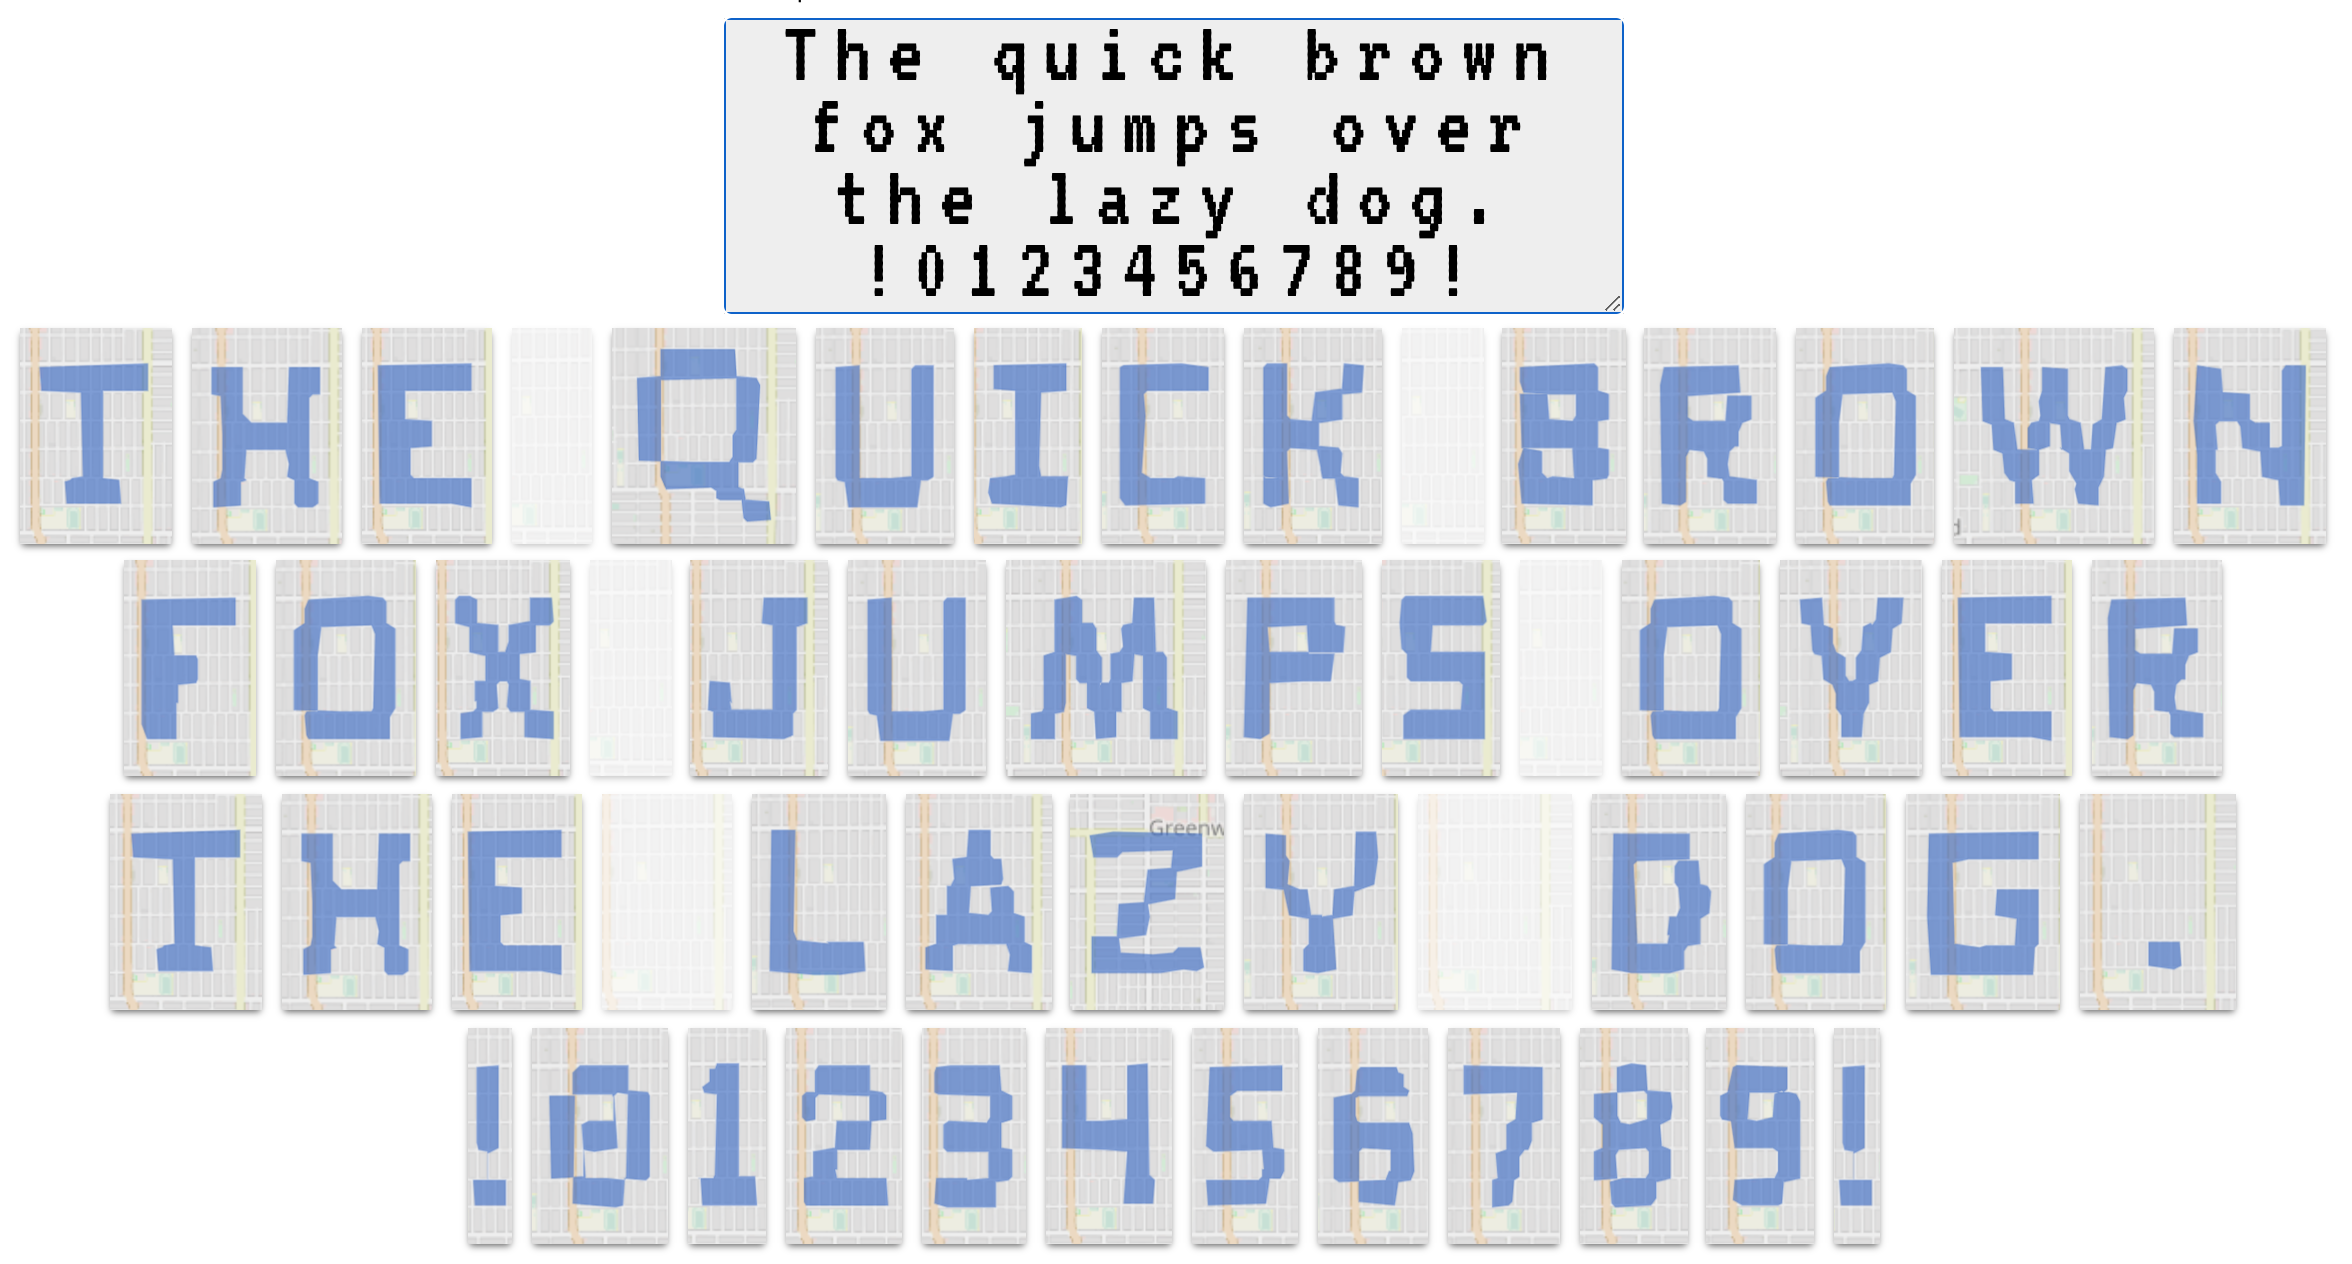 The quick brown
fox jumps over
the lazy dog.
!0123456789!
THE QUICK BROWN
FOX JUMPS OVER
THE LAZY DOG.
Greenw
!0123456789!